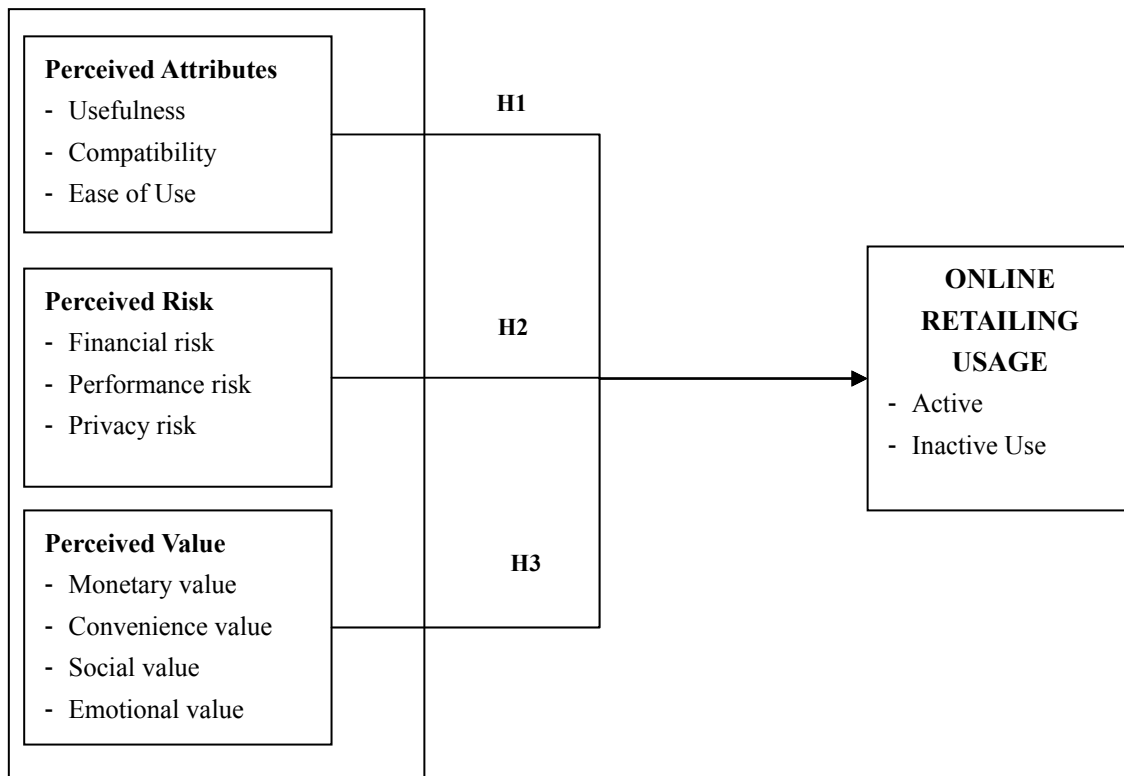 Perceived Attributes
- Usefulness
- Compatibility
- Ease of Use
H1
Perceived Risk
- Financial risk
- Performance risk
- Privacy risk
H2
Perceived Value
- Monetary value
- Convenience value
- Social value
- Emotional value
H3
ONLINE
RETAILING
USAGE
- Active
- Inactive Use